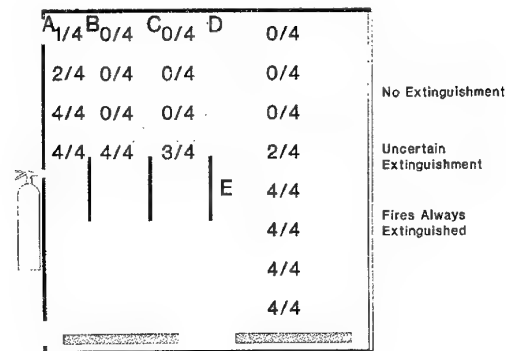 A 1/4 B 0/4 C 0/4 D 0/4
2/4 0/4 0/4 0/4
No Extinguishment
4/4 0/4 0/4 0/4
4/4 4/4 3/4 2/4
Uncertain
Extinguishment
E 4/4
Fires Always
Extinguished
4/4
4/4
4/4